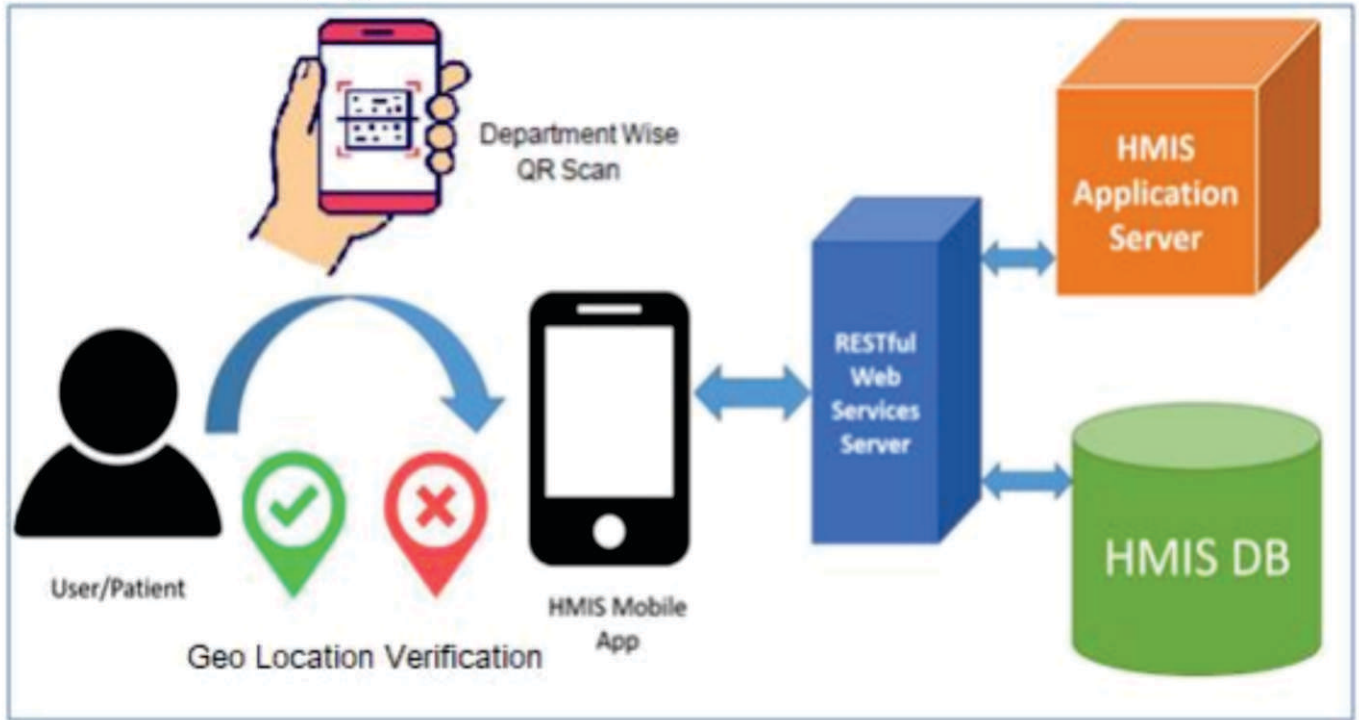 Department Wise
QR Scan
HMIS
Application
Server
RESTful
Web
Services
Server
User/Patient
HMIS Mobile
App
HMIS DB
Geo Location Verification